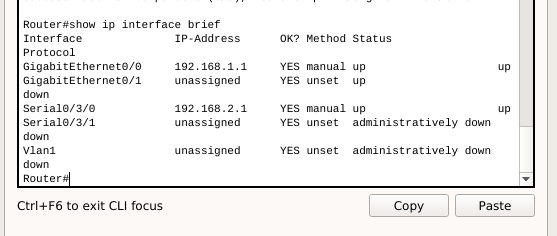 Router#show ip interface brief
Interface              IP-Address      OK? Method Status
Protocol
GigabitEthernet0/0     192.168.1.1     YES manual up                    up
GigabitEthernet0/1     unassigned      YES unset  up
down
Serial0/3/0            192.168.2.1     YES manual up                    up
Serial0/3/1            unassigned      YES unset  administratively down
down
Vlan1                  unassigned      YES unset  administratively down
down
Router#
Ctrl+F6 to exit CLI focus
Copy
Paste